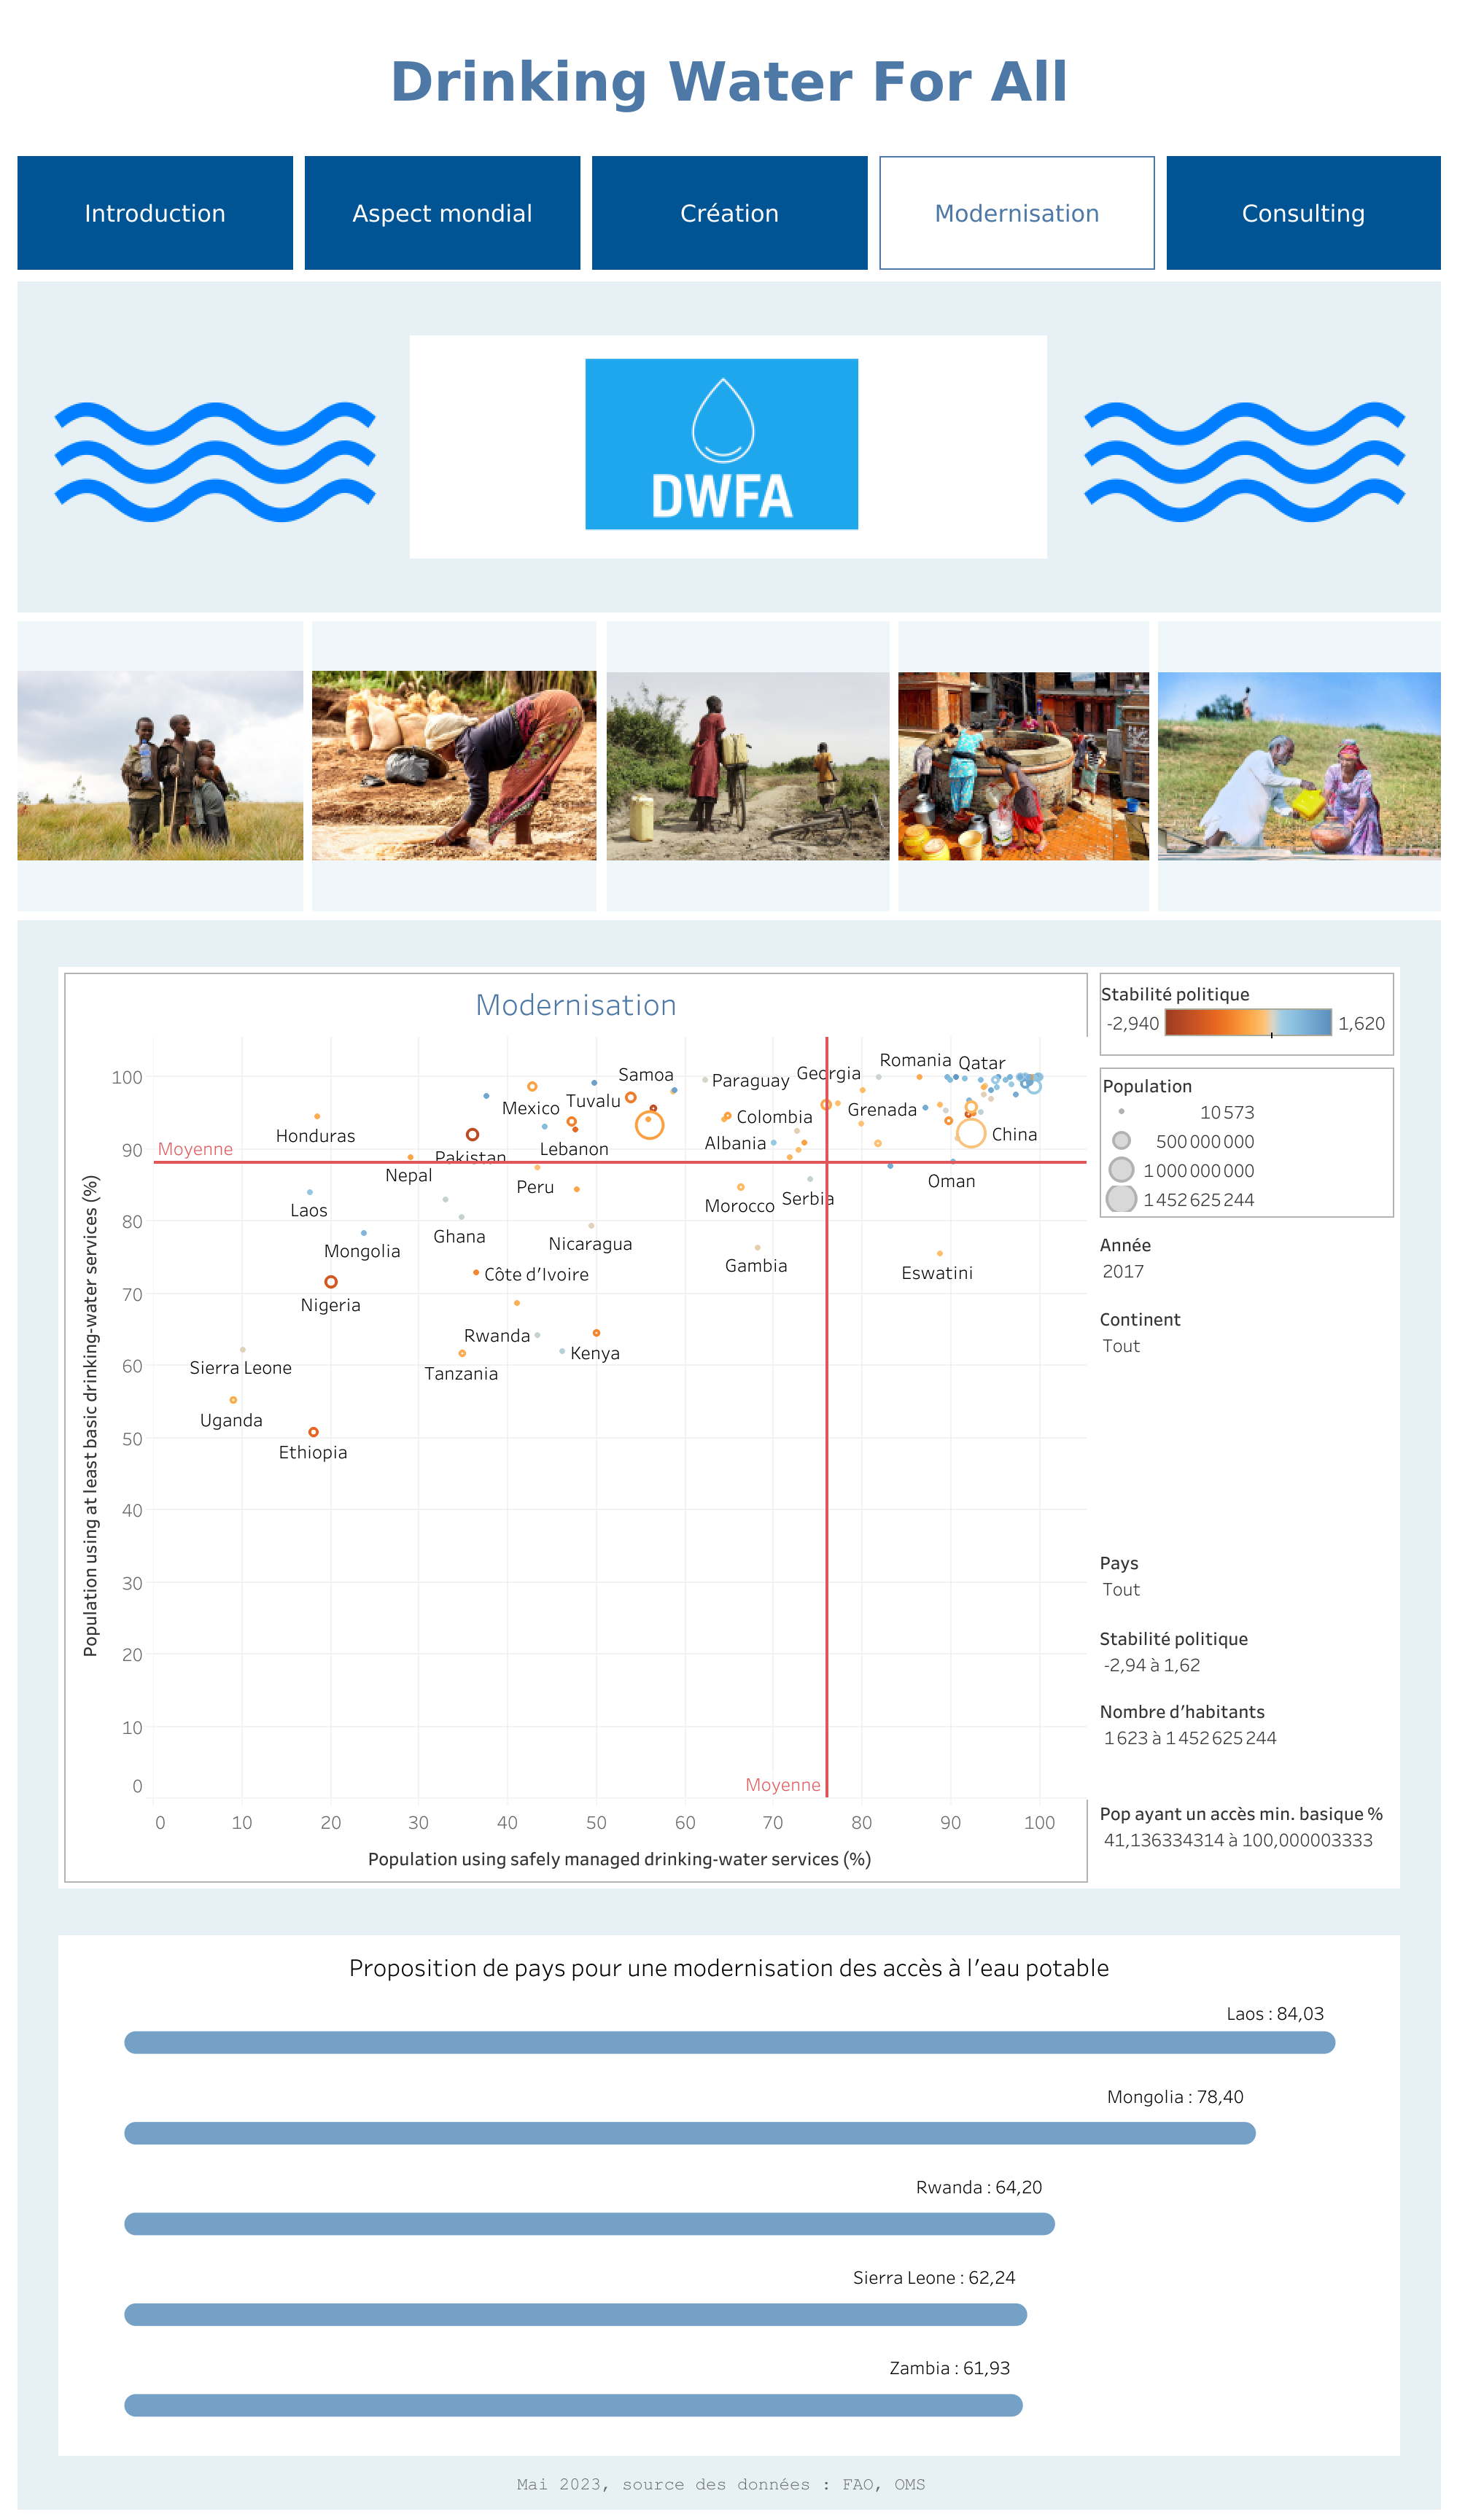 Drinking Water For All
Introduction
Aspect mondial
Création
Modernisation
Consulting
DWFA
Modernisation
Population using at least basic drinking-water services (%)
100
90
80
70
60
50
40
30
20
10
0
Moyenne
Samoa
Paraguay
Georgia
Romania
Qatar
Mexico
Tuvalu
Colombia
Grenada
China
Honduras
Pakistan
Lebanon
Albania
Nepal
Peru
Morocco
Serbia
Oman
Laos
Ghana
Mongolia
Nicaragua
Gambia
Eswatini
Côte d’Ivoire
Nigeria
Rwanda
Kenya
Sierra Leone
Tanzania
Uganda
Ethiopia
Moyenne
0
10
20
30
40
50
60
70
80
90
100
Population using safely managed drinking-water services (%)
Stabilité politique
-2,940
1,620
Population
10 573
500 000 000
1 000 000 000
1 452 625 244
Année
2017
Continent
Tout
Pays
Tout
Stabilité politique
-2,94 à 1,62
Nombre d’habitants
1 623 à 1 452 625 244
Pop ayant un accès min. basique %
41,136334314 à 100,000003333
Proposition de pays pour une modernisation des accès à l’eau potable
Laos : 84,03
Mongolia : 78,40
Rwanda : 64,20
Sierra Leone : 62,24
Zambia : 61,93
Mai 2023, source des données : FAO, OMS